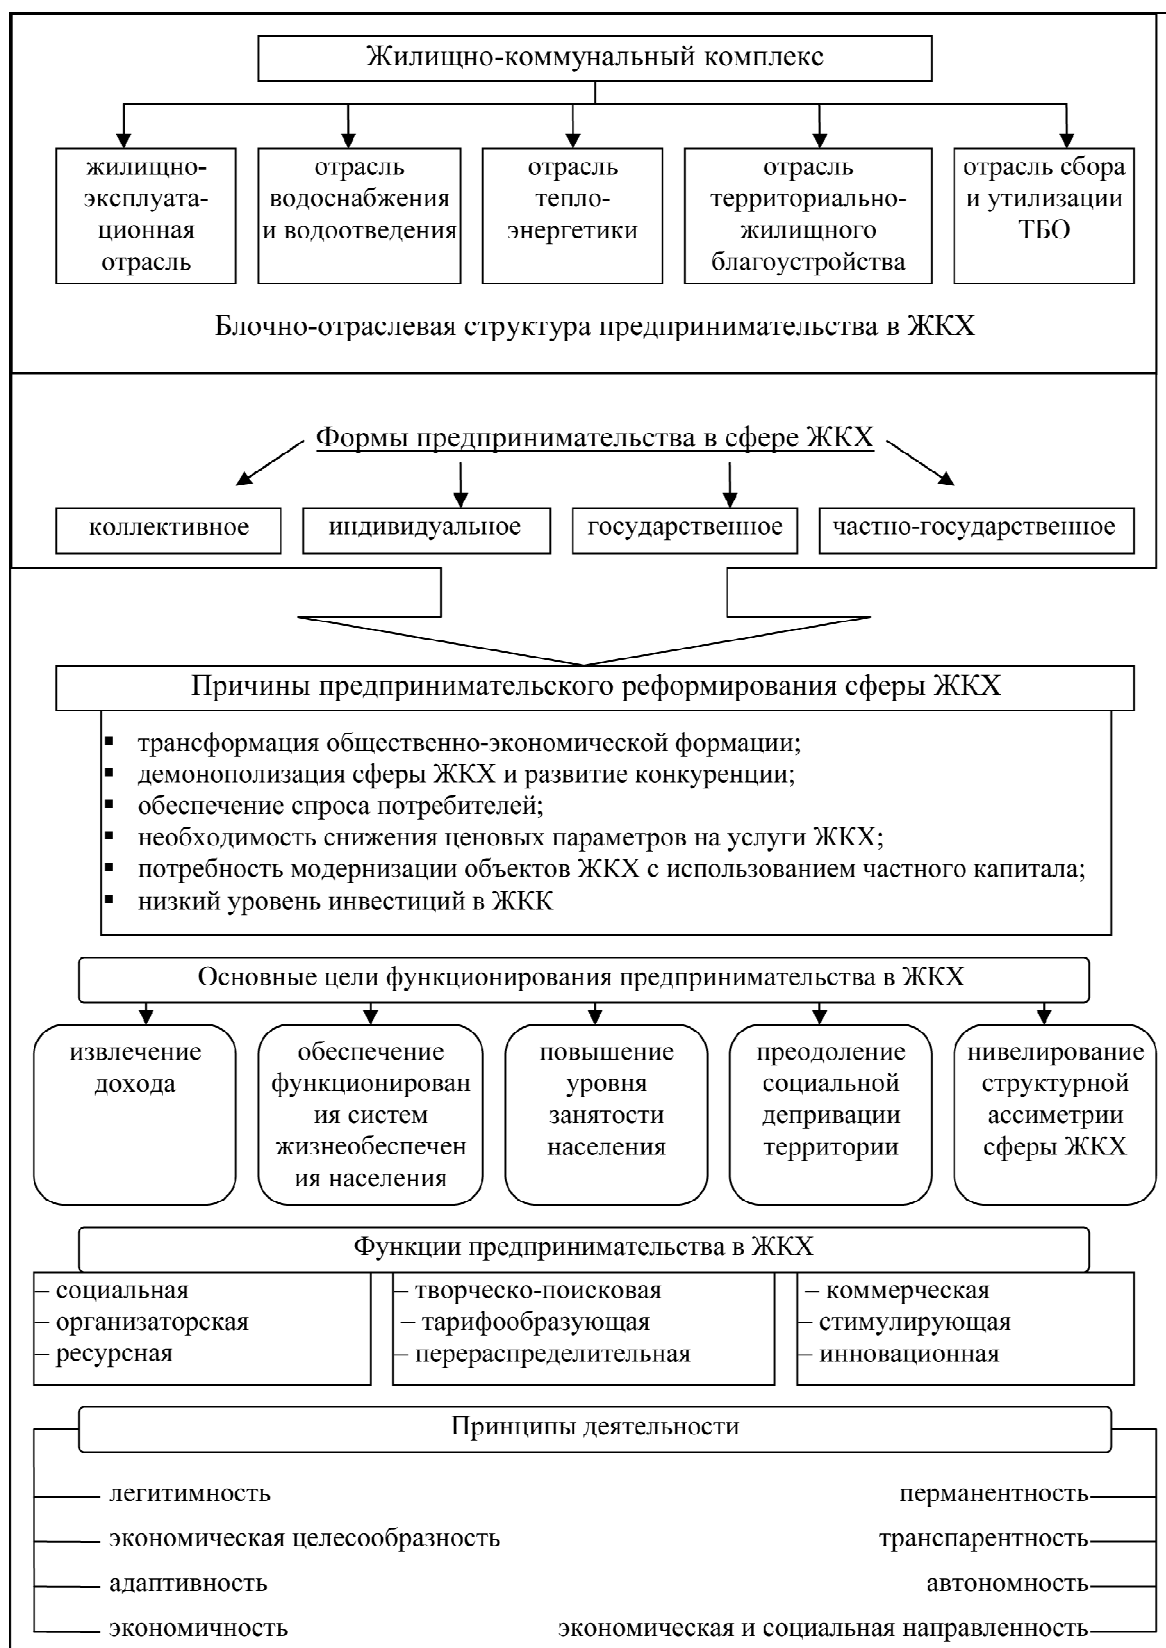 Жилищно-коммунальный комплекс
жилищно-
эксплуата-
ционная
отрасль
отрасль
водоснабжения
и водоотведения
отрасль
тепло-
энергетики
отрасль
территориально-
жилищного
благоустройства
отрасль сбора
и утилизации
ТБО
Блочно-отраслевая структура предпринимательства в ЖКХ
Формы предпринимательства в сфере ЖКХ
коллективное
индивидуальное
государственное
частно-государственное
Причины предпринимательского реформирования сферы ЖКХ
▪ трансформация общественно-экономической формации;
▪ демонополизация сферы ЖКХ и развитие конкуренции;
▪ обеспечение спроса потребителей;
▪ необходимость снижения ценовых параметров на услуги ЖКХ;
▪ потребность модернизации объектов ЖКХ с использованием частного капитала;
▪ низкий уровень инвестиций в ЖКК
Основные цели функционирования предпринимательства в ЖКХ
извлечение
дохода
обеспечение
функционирован
ия систем
жизнеобеспечен
ия населения
повышение
уровня
занятости
населения
преодоление
социальной
депривации
территории
нивелирование
структурной
ассиметрии
сферы ЖКХ
Функции предпринимательства в ЖКХ
– социальная
– организаторская
– ресурсная
– творческо-поисковая
– тарифообразующая
– перераспределительная
– коммерческая
– стимулирующая
– инновационная
Принципы деятельности
легитимность
экономическая целесообразность
адаптивность
экономичность
перманентность
транспарентность
автономность
экономическая и социальная направленность